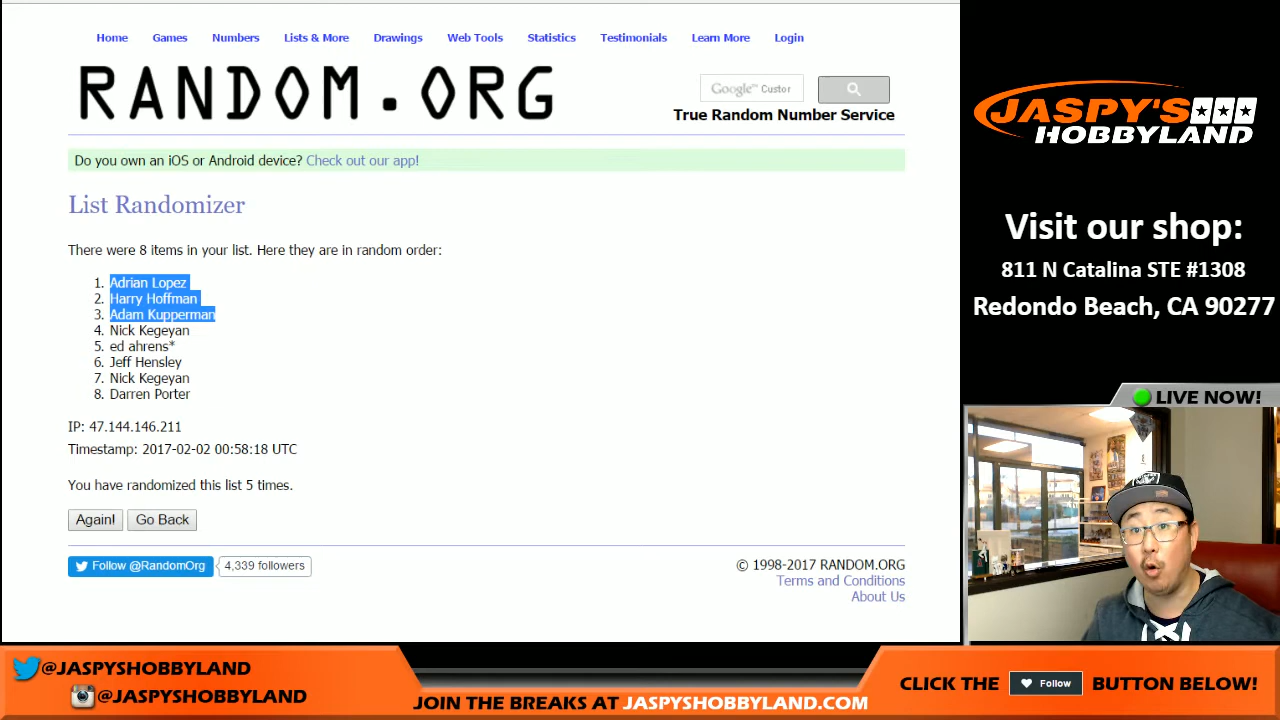 Home Games Numbers Lists & More Drawings Web Tools Statistics Testimonials Learn More Login
RANDOM.ORG
Google™ Custor
True Random Number Service
Do you own an iOS or Android device? Check out our app!
List Randomizer
There were 8 items in your list. Here they are in random order:
1. Adrian Lopez
2. Harry Hoffman
3. Adam Kupperman
4. Nick Kegeyan
5. ed ahrens*
6. Jeff Hensley
7. Nick Kegeyan
8. Darren Porter
IP: 47.144.146.211
Timestamp: 2017-02-02 00:58:18 UTC
You have randomized this list 5 times.
Again! Go Back
Follow @RandomOrg 4,339 followers
© 1998-2017 RANDOM.ORG
Terms and Conditions
About Us
JASPY'S
HOBBYLAND
Visit our shop:
811 N Catalina STE #1308
Redondo Beach, CA 90277
LIVE NOW!
@JASPYSHOBBYLAND
@JASPYSHOBBYLAND
JOIN THE BREAKS AT JASPYSHOBBYLAND.COM
CLICK THE Follow BUTTON BELOW!